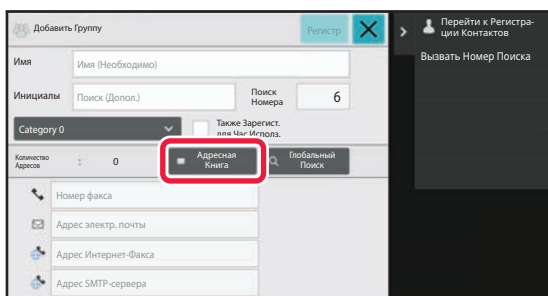 Добавить Группу
Регистр
Имя
Имя (Необходимо)
Инициалы
Поиск (Допол.)
Поиск
Номера
6
Category 0
Также Зарегист.
для Час Использ.
Количество
Адресов
:
0
Адресная
Книга
Глобальный
Поиск
Номер факса
Адрес электр. почты
Адрес Интернет-Факса
Адрес SMTP-сервера
Перейти к Регистра-
ции Контактов
Вызвать Номер Поиска